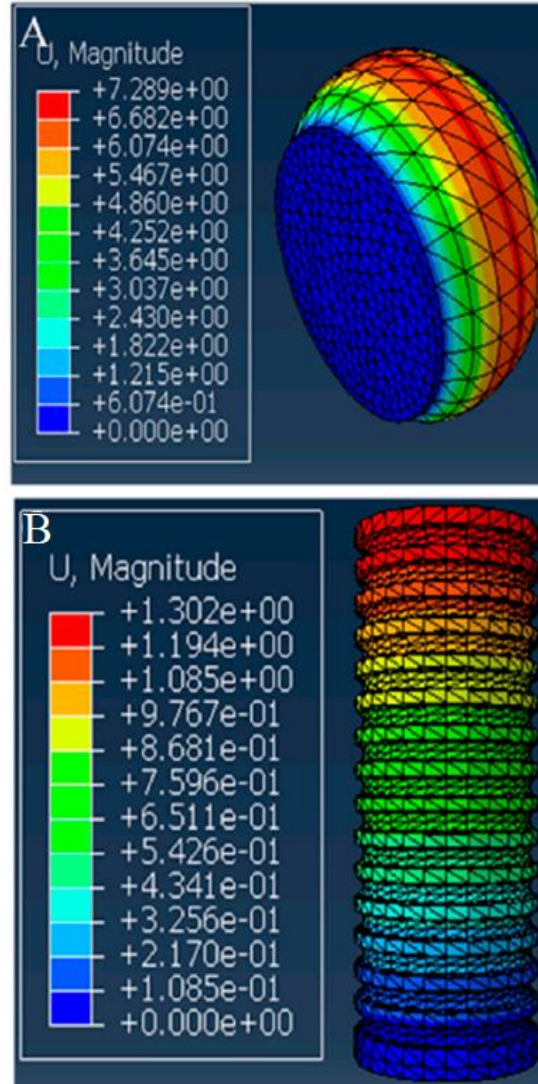 A
U, Magnitude
+7.289e+00
+6.682e+00
+6.074e+00
+5.467e+00
+4.860e+00
+4.252e+00
+3.645e+00
+3.037e+00
+2.430e+00
+1.822e+00
+1.215e+00
+6.074e-01
+0.000e+00
B
U, Magnitude
+1.302e+00
+1.194e+00
+1.085e+00
+9.767e-01
+8.681e-01
+7.596e-01
+6.511e-01
+5.426e-01
+4.341e-01
+3.256e-01
+2.170e-01
+1.085e-01
+0.000e+00